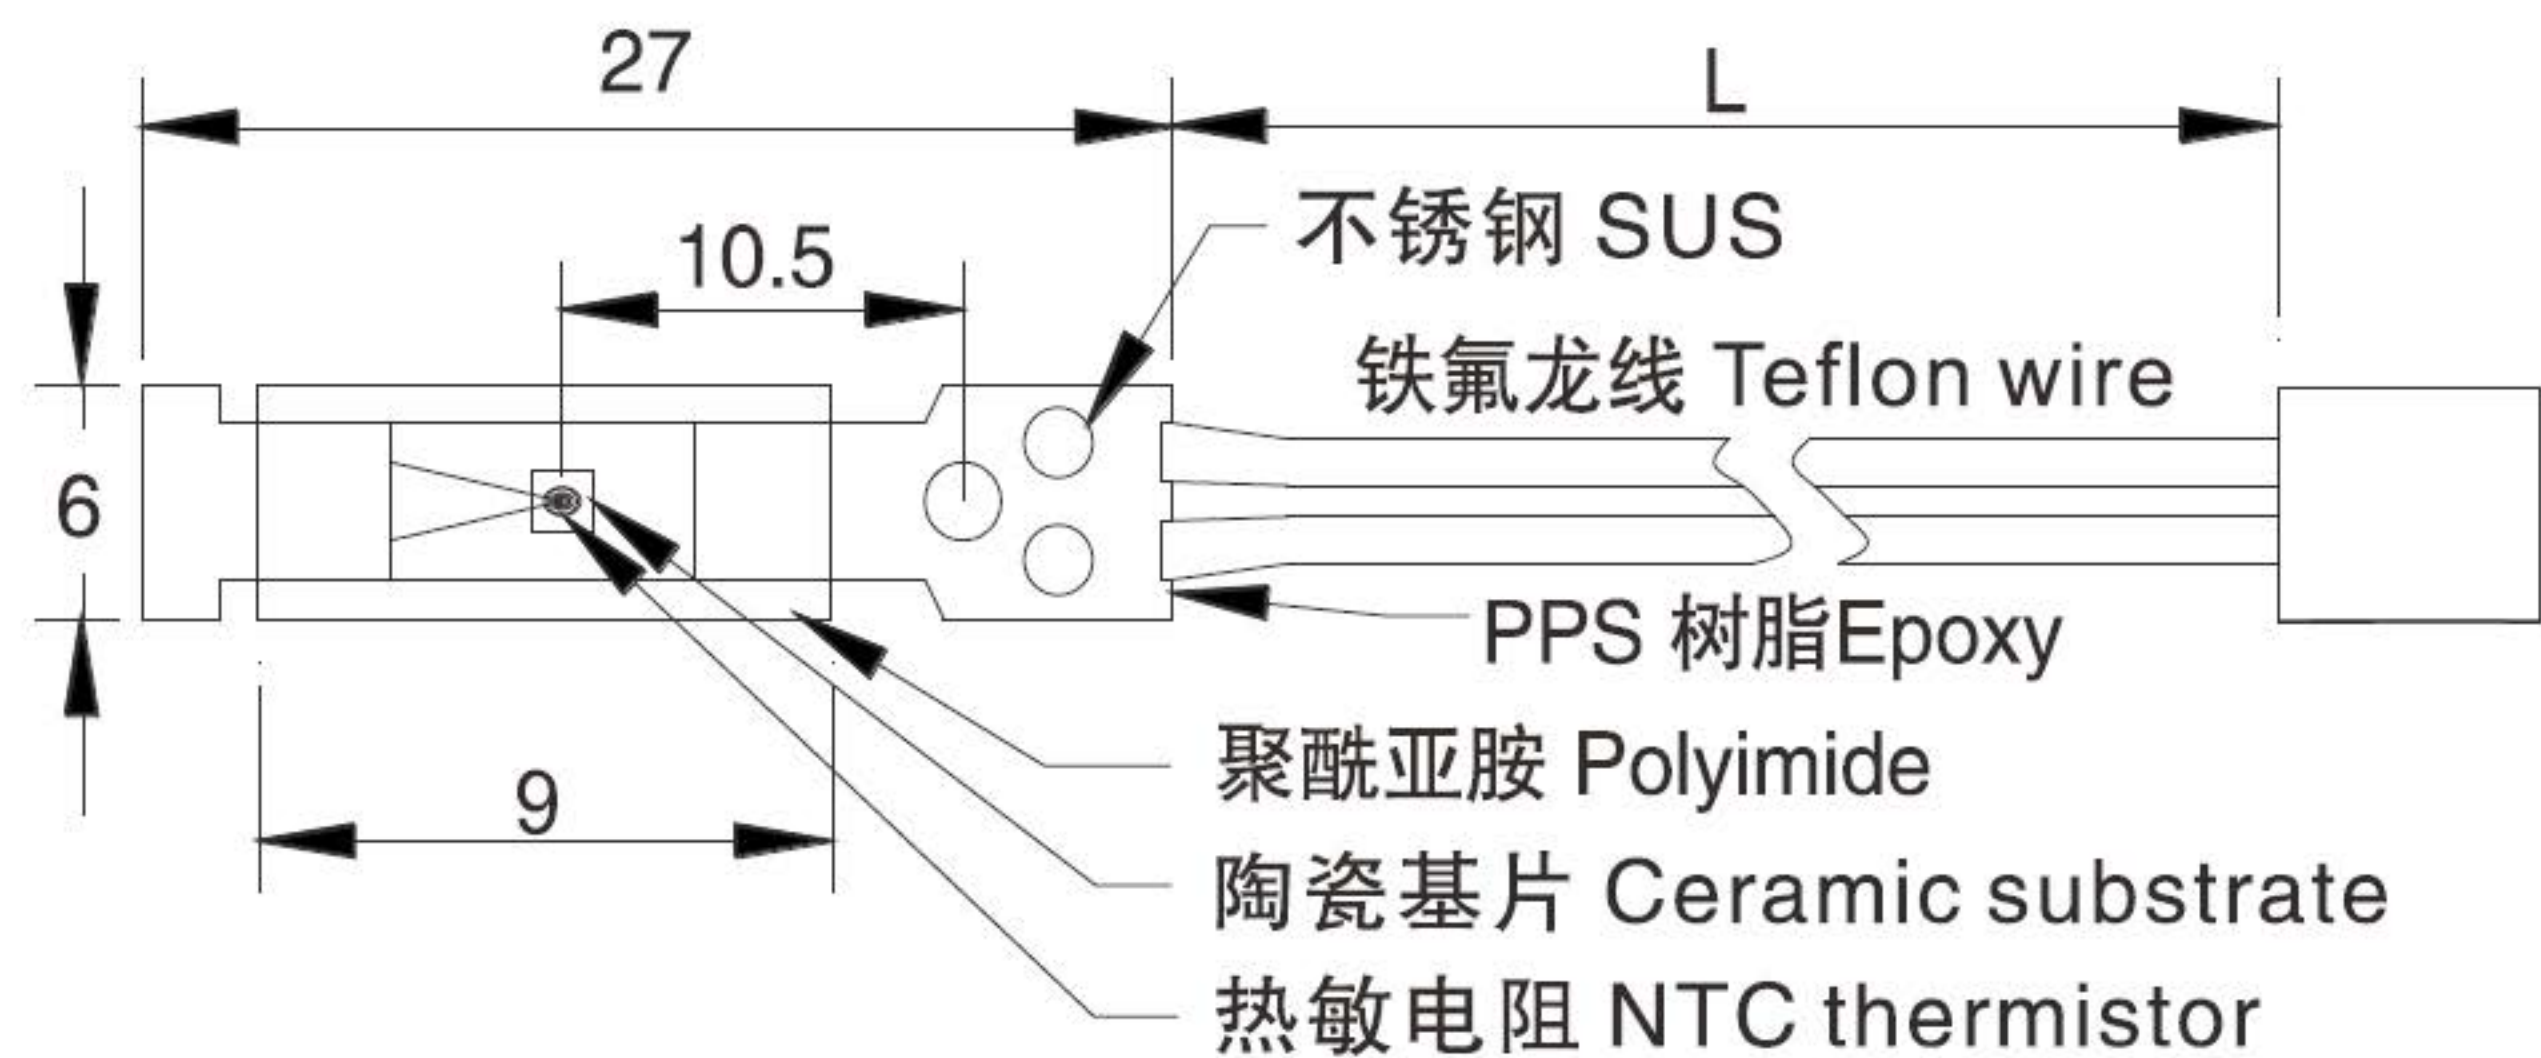 27
L
不锈钢 SUS
10.5
铁氟龙线 Teflon wire
6
PPS 树脂Epoxy
聚酰亚胺 Polyimide
9
陶瓷基片 Ceramic substrate
热敏电阻 NTC thermistor